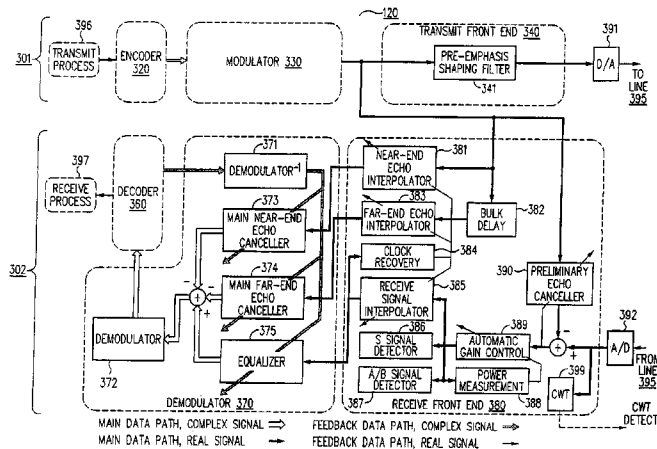 120
396
TRANSMIT
PROCESS
301
ENCODER
320
MODULATOR 330
TRANSMIT FRONT END 340
PRE-EMPHASIS
SHAPING FILTER
341
391
D/A
TO
LINE
395
302
397
RECEIVE
PROCESS
DECODER
360
371
DEMODULATOR⁻¹
373
MAIN NEAR-END
ECHO
CANCELLER
374
MAIN FAR-END
ECHO
CANCELLER
375
EQUALIZER
DEMODULATOR
372
DEMODULATOR 370
- - + +
NEAR-END
ECHO
INTERPOLATOR
381
383
FAR-END ECHO
INTERPOLATOR
BULK
DELAY
382
CLOCK
RECOVERY
384
RECEIVE
SIGNAL
INTERPOLATOR
385
386
S SIGNAL
DETECTOR
389
AUTOMATIC
GAIN CONTROL
A/B SIGNAL
DETECTOR
387
POWER
MEASUREMENT
388
390
PRELIMINARY
ECHO
CANCELLER
- + +
392
A/D
FROM
LINE
395
399
CWT
CWT
DETECT
RECEIVE FRONT END 380
MAIN DATA PATH, COMPLEX SIGNAL
FEEDBACK DATA PATH, COMPLEX SIGNAL
MAIN DATA PATH, REAL SIGNAL
FEEDBACK DATA PATH, REAL SIGNAL